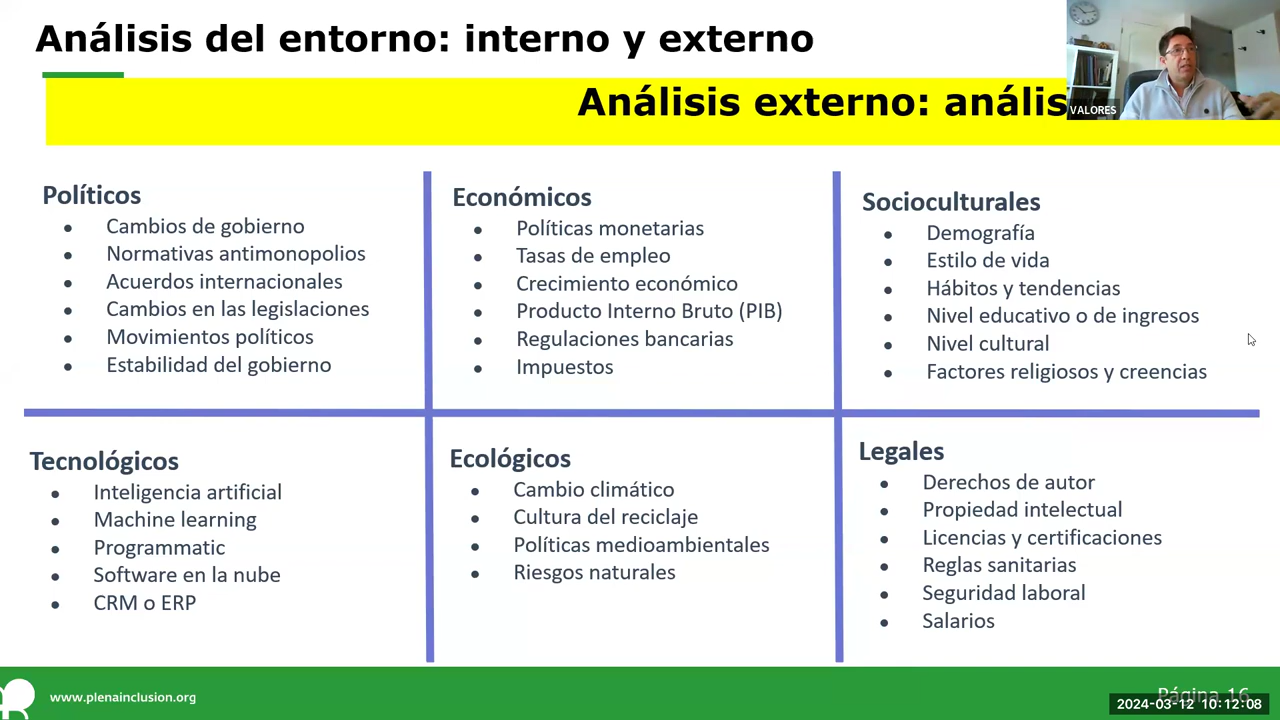 Análisis del entorno: interno y externo
Análisis externo: anális
VALORES
Políticos
Cambios de gobierno
Normativas antimonopolios
Acuerdos internacionales
Cambios en las legislaciones
Movimientos políticos
Estabilidad del gobierno
Económicos
Políticas monetarias
Tasas de empleo
Crecimiento económico
Producto Interno Bruto (PIB)
Regulaciones bancarias
Impuestos
Socioculturales
Demografía
Estilo de vida
Hábitos y tendencias
Nivel educativo o de ingresos
Nivel cultural
Factores religiosos y creencias
Tecnológicos
Inteligencia artificial
Machine learning
Programmatic
Software en la nube
CRM o ERP
Ecológicos
Cambio climático
Cultura del reciclaje
Políticas medioambientales
Riesgos naturales
Legales
Derechos de autor
Propiedad intelectual
Licencias y certificaciones
Reglas sanitarias
Seguridad laboral
Salarios
www.plenainclusion.org
Página 16
2024-03-12 10:12:08